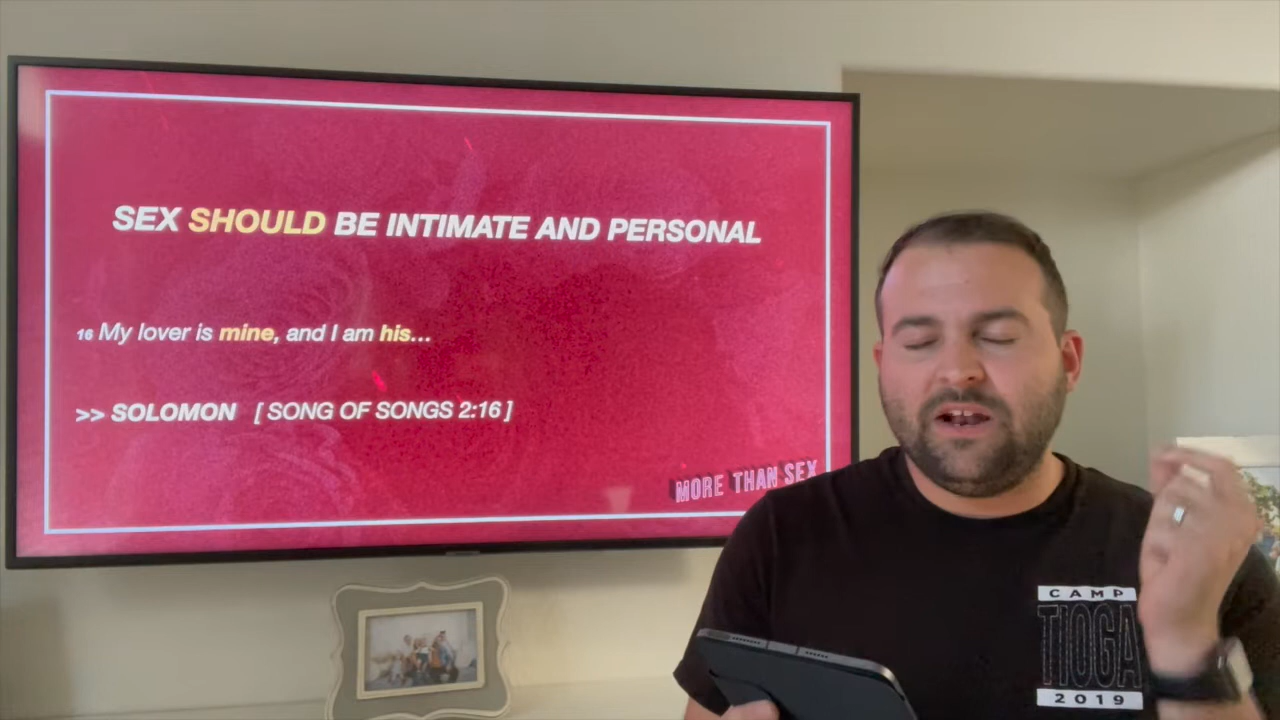 SEX SHOULD BE INTIMATE AND PERSONAL
16 My lover is mine, and I am his...
>> SOLOMON [ SONG OF SONGS 2:16 ]
MORE THAN SEX
CAMP
TIOGA
2019